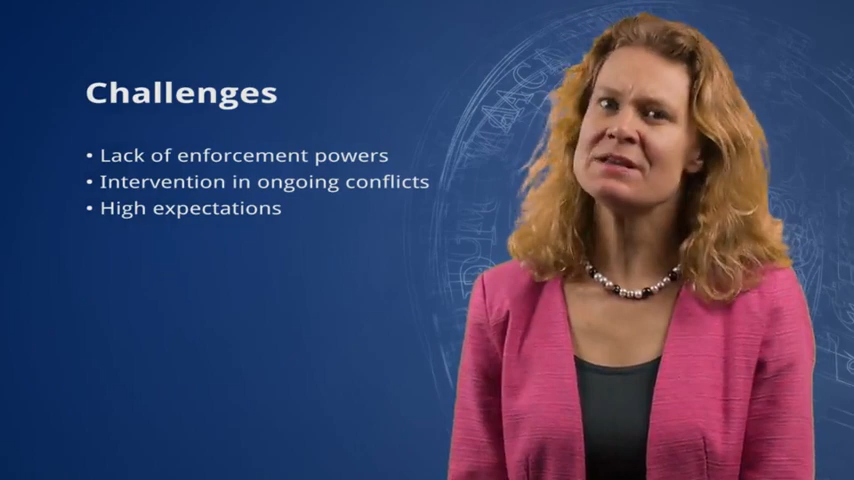 Challenges
• Lack of enforcement powers
• Intervention in ongoing conflicts
• High expectations